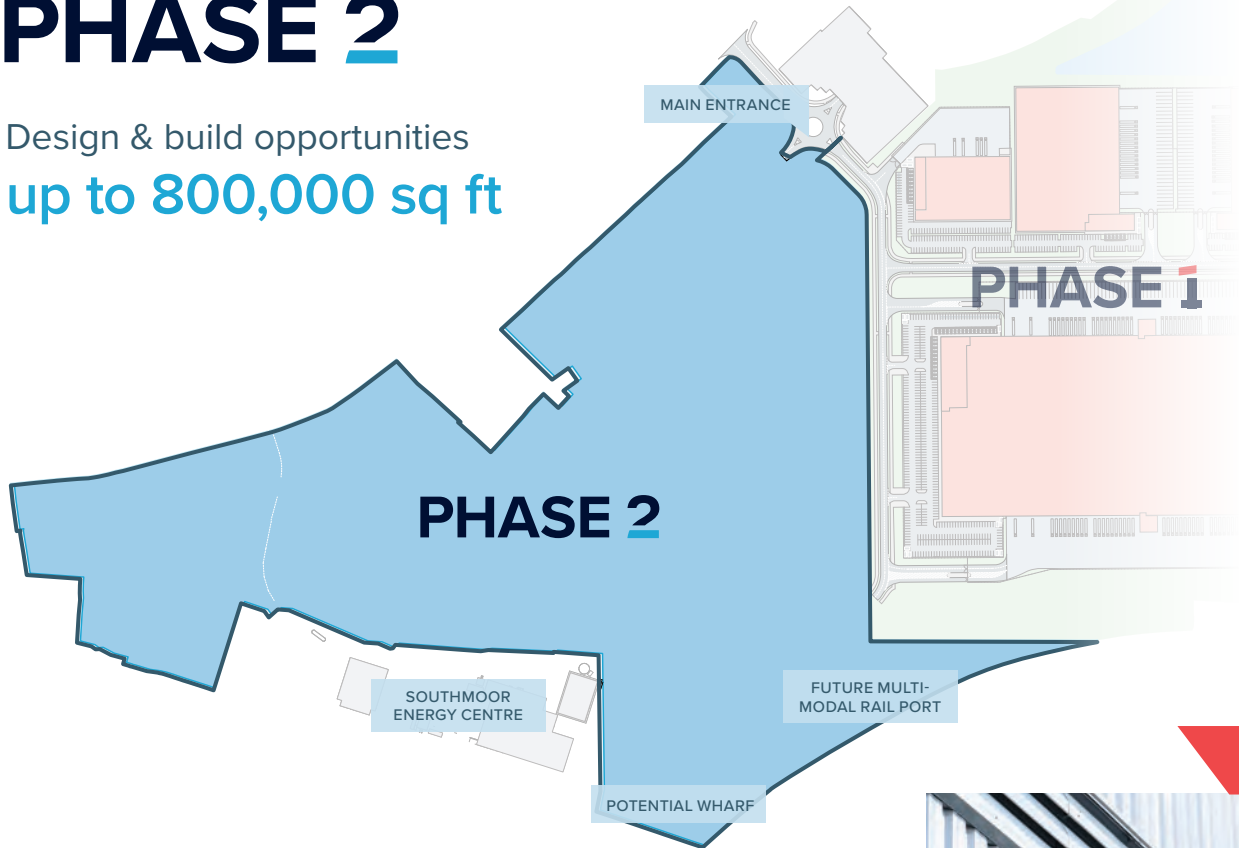 PHASE 2
Design & build opportunities
up to 800,000 sq ft
MAIN ENTRANCE
PHASE 1
PHASE 2
SOUTHMOOR
ENERGY CENTRE
FUTURE MULTI-
MODAL RAIL PORT
POTENTIAL WHARF